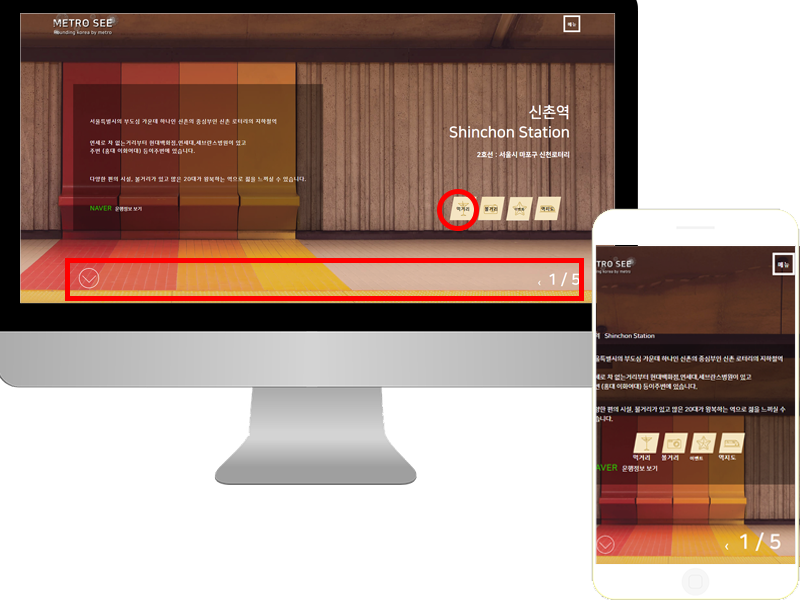 METRO SEE
Rounding korea by metro
메뉴
서울특별시의 부도심 가운데 하나인 신촌의 중심부인 신촌 로터리의 지하철역
연세로 차 없는거리부터 현대백화점,연세대,세브란스병원이 있고
주변 (홍대 이화여대) 등이주변에 있습니다.
다양한 편의 시설, 볼거리가 있고 많은 20대가 왕복하는 역으로 젊을 느끼실 수 있습니다.
NAVER 운행정보 보기
신촌역
Shinchon Station
2호선 : 서울시 마포구 신천로터리
먹거리 볼거리 이벤트 역지도
‹ 1 / 5
TRO SEE
ing korea by metro
메뉴
역 Shinchon Station
울특별시의 부도심 가운데 하나인 신촌의 중심부인 신촌 로터리의 지하철역
세로 차 없는거리부터 현대백화점,연세대,세브란스병원이 있고
변 (홍대 이화여대) 등이주변에 있습니다.
양한 편의 시설, 볼거리가 있고 많은 20대가 왕복하는 역으로 젊을 느끼실 수
습니다.
먹거리 볼거리 이벤트 역지도
AVER 운행정보 보기
‹ 1 / 5